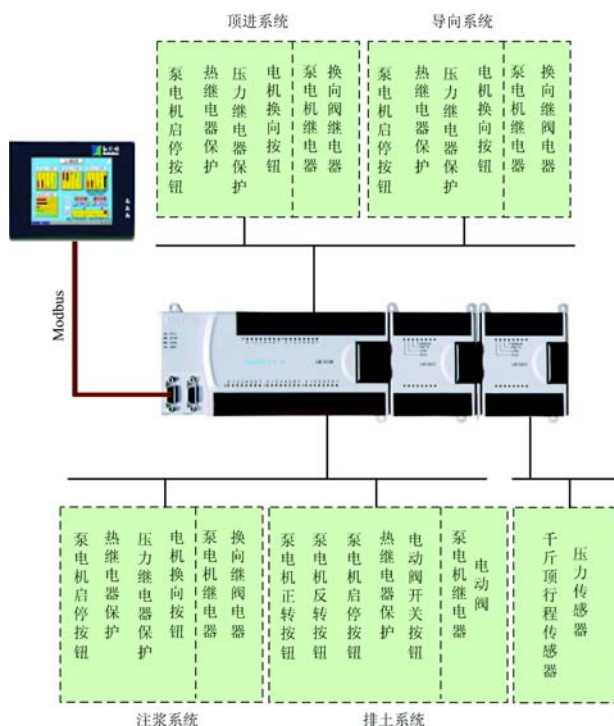 顶进系统
导向系统
泵电机启停按钮
热继电器保护
压力继电器保护
电机换向按钮
泵电机继电器
换向阀继电器
泵电机启停按钮
热继电器保护
压力继电器保护
电机换向按钮
泵电机继电器
换向继阀电器
Modbus
泵电机启停按钮
热继电器保护
压力继电器保护
电机换向按钮
泵电机继电器
换向继阀电器
泵电机正转按钮
泵电机反转按钮
泵电机启停按钮
热继电器保护
电动阀开关按钮
泵电机继电器
电动阀
千斤顶行程传感器
压力传感器
注浆系统
排土系统